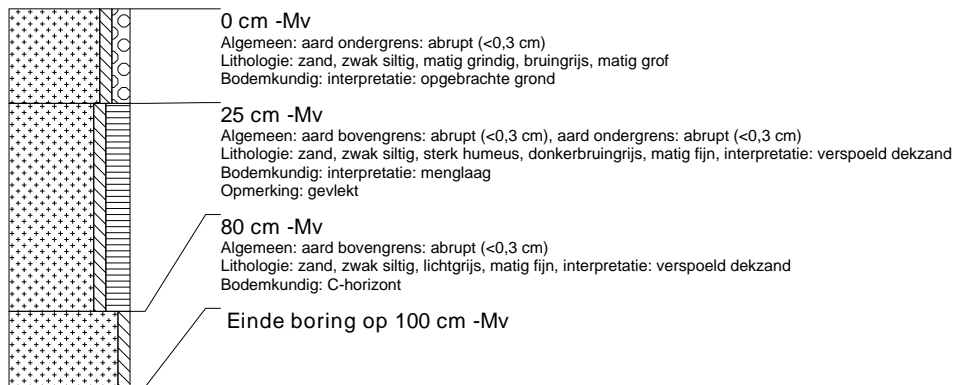 0 cm -Mv
Algemeen: aard ondergrens: abrupt (<0,3 cm)
Lithologie: zand, zwak siltig, matig grindig, bruingrijs, matig grof
Bodemkundig: interpretatie: opgebrachte grond
25 cm -Mv
Algemeen: aard bovengrens: abrupt (<0,3 cm), aard ondergrens: abrupt (<0,3 cm)
Lithologie: zand, zwak siltig, sterk humeus, donkerbruingrijs, matig fijn, interpretatie: verspoeld dekzand
Bodemkundig: interpretatie: menglaag
Opmerking: gevlekt
80 cm -Mv
Algemeen: aard bovengrens: abrupt (<0,3 cm)
Lithologie: zand, zwak siltig, lichtgrijs, matig fijn, interpretatie: verspoeld dekzand
Bodemkundig: C-horizont
Einde boring op 100 cm -Mv